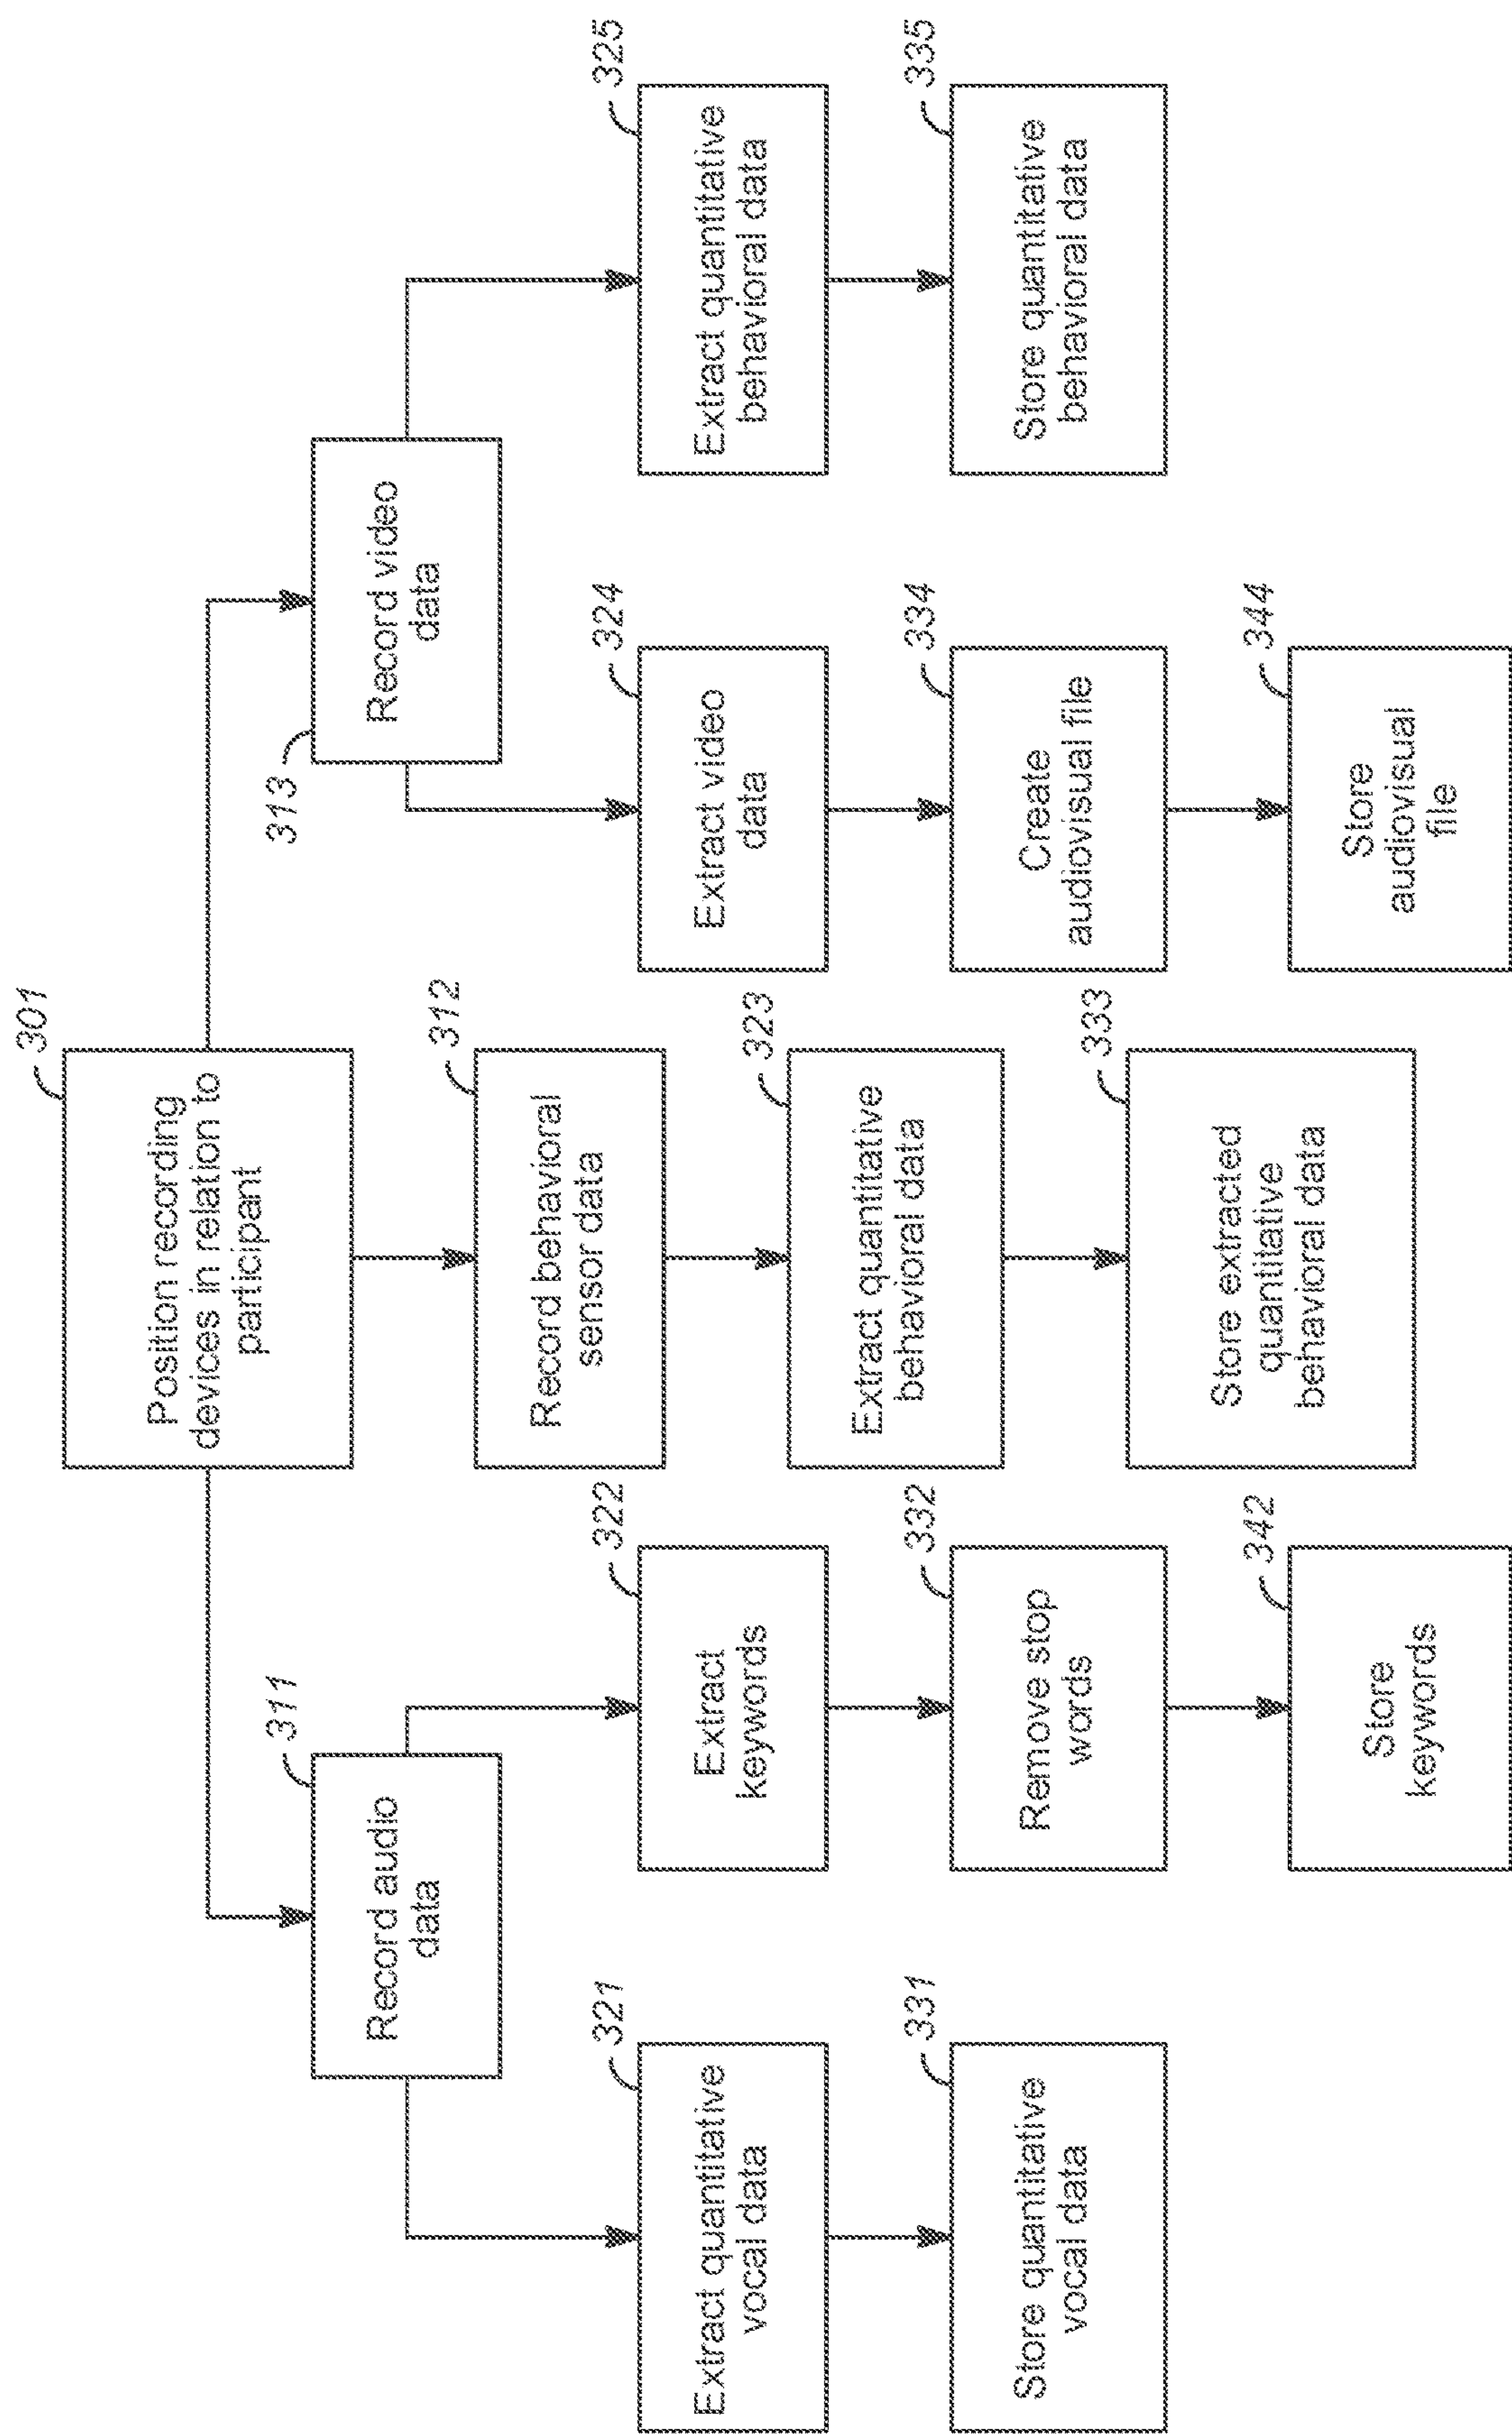 301
Position recording
devices in relation to
participant
311
Record audio
data
312
Record behavioral
sensor data
313
Record video
data
321
Extract quantitative
vocal data
322
Extract
keywords
323
Extract quantitative
behavioral data
324
Extract video
data
325
Extract quantitative
behavioral data
331
Store quantitative
vocal data
332
Remove stop
words
333
Store extracted
quantitative
behavioral data
334
Create
audiovisual file
335
Store quantitative
behavioral data
342
Store
keywords
344
Store
audiovisual
file